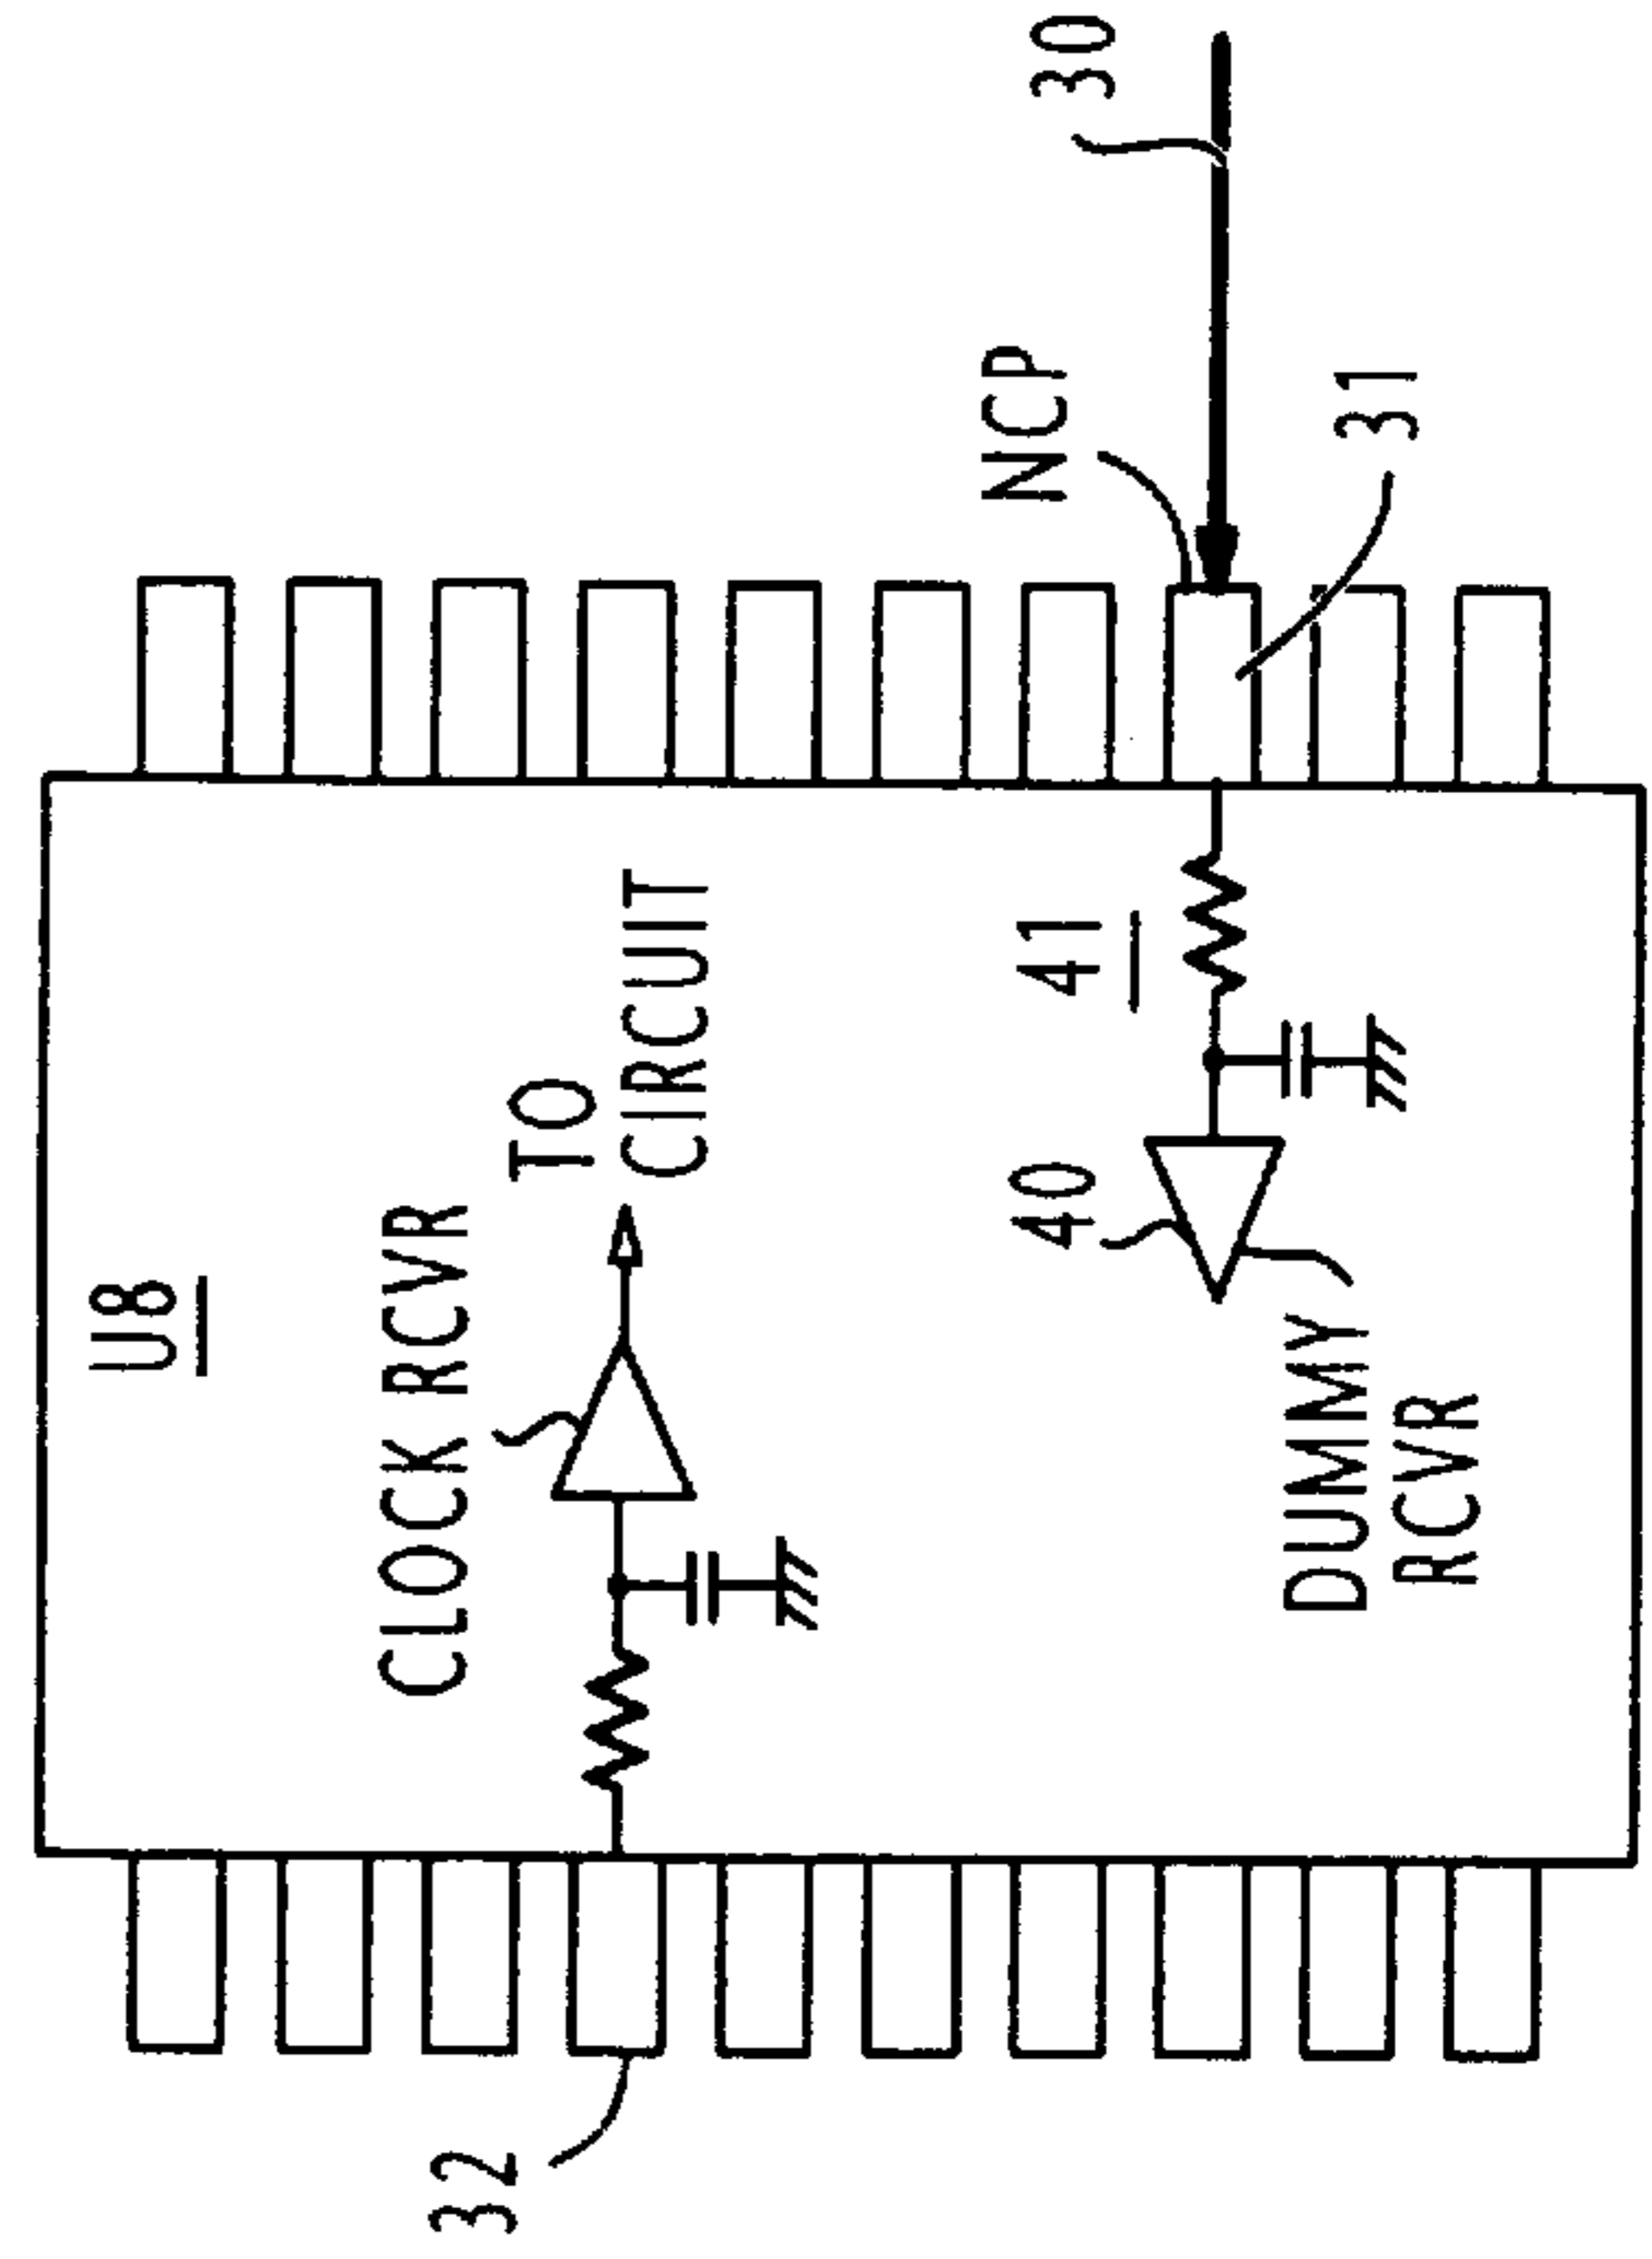 U8
CLOCK RCVR
TO
CIRCUIT
32
NCP
30
41
40
31
DUMMY
RCVR